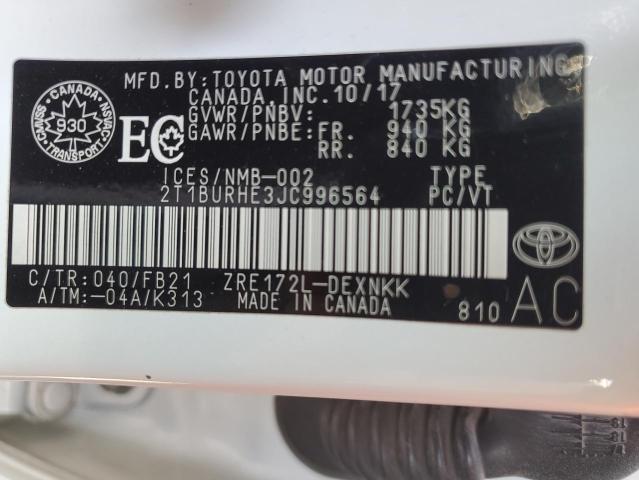 MFD.BY:TOYOTA MOTOR MANUFACTURING
CANADA,INC.10/17
GVWR/PNBV: 1735KG
GAWR/PNBE:FR. 940 KG
RR. 840 KG
CANADA
CMVSS NSVAC
930
TRANSPORT
EC
ICES/NMB-002 TYPE
2T1BURHE3JC996564 PC/VT
C/TR:040/FB21 ZRE172L-DEXNKK
A/TM:-04A/K313 MADE IN CANADA
810 AC